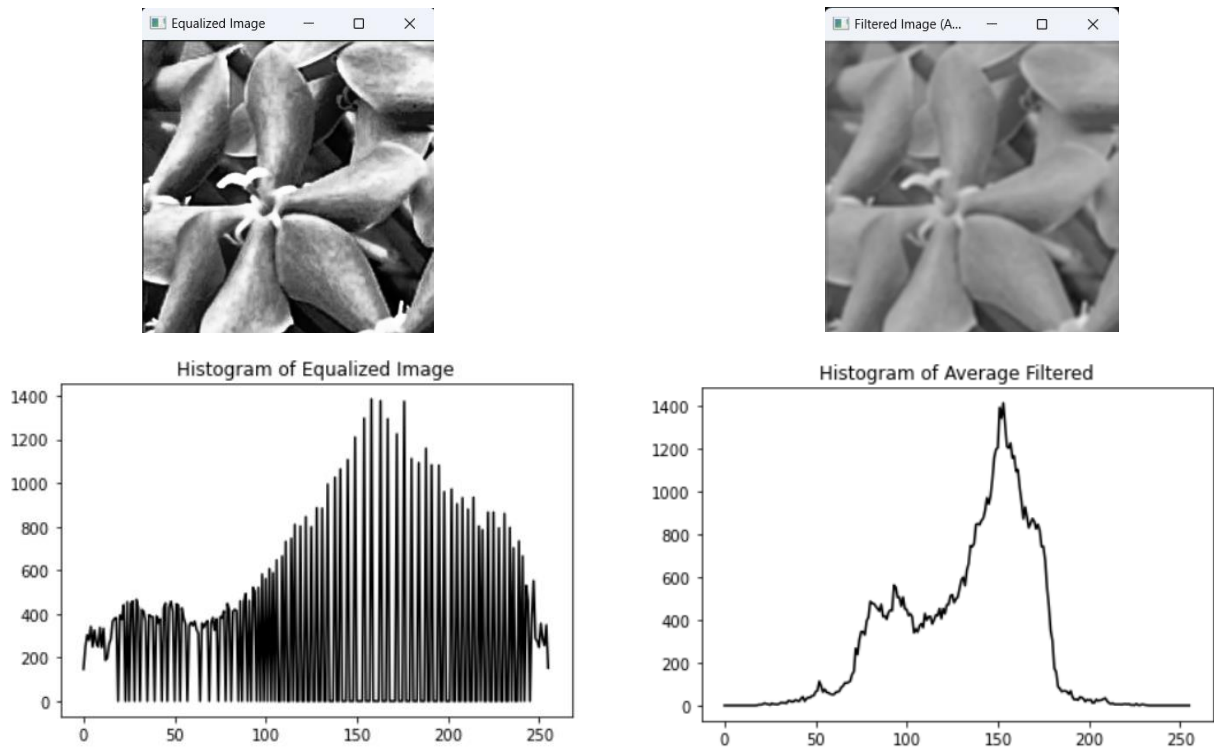 Equalized Image
Filtered Image (A...
Histogram of Equalized Image
1400
1200
1000
800
600
400
200
0
0 50 100 150 200 250
Histogram of Average Filtered
1400
1200
1000
800
600
400
200
0
0 50 100 150 200 250